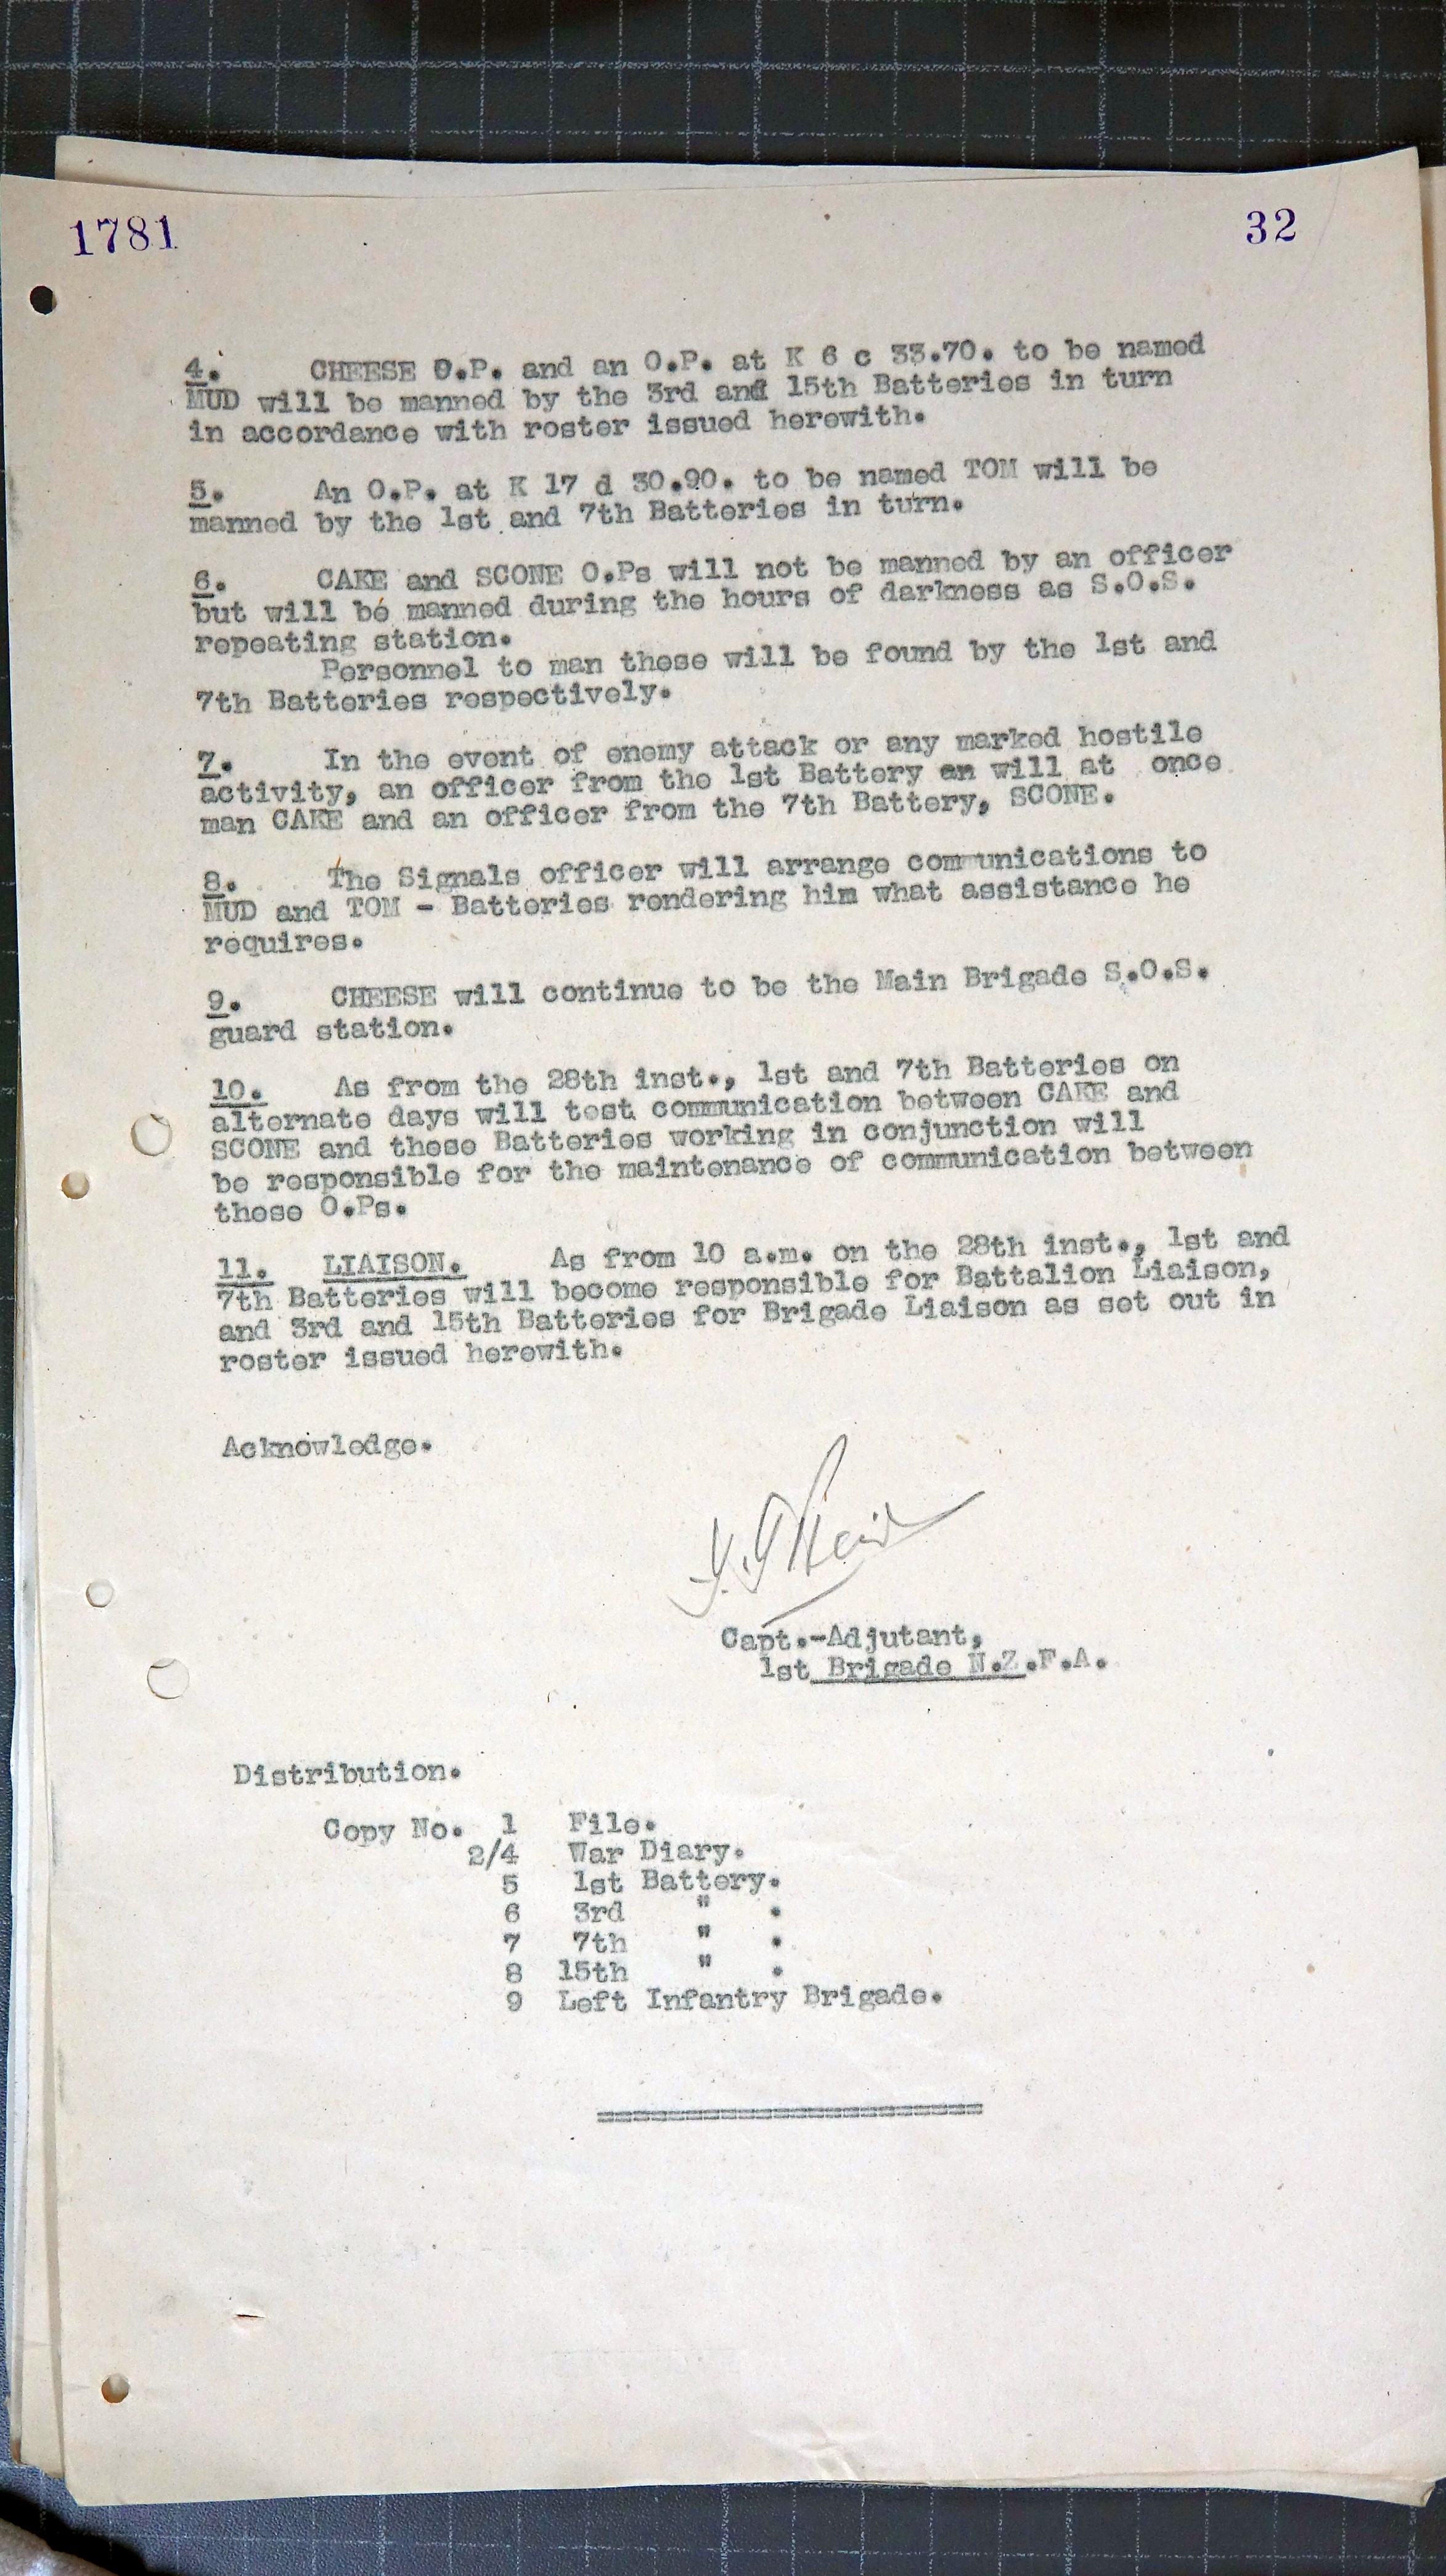 1781
32
4. CHEESE O.P. and an O.P. at K 6 c 33.70. to be named
MUD will be manned by the 3rd and 15th Batteries in turn
in accordance with roster issued herewith.
5. An O.P. at K 17 d 30.90. to be named TOM will be
manned by the 1st and 7th Batteries in turn.
6. CAKE and SCONE O.Ps will not be manned by an officer
but will be manned during the hours of darkness as S.O.S.
repeating station.
Personnel to man these will be found by the 1st and
7th Batteries respectively.
7. In the event of enemy attack or any marked hostile
activity, an officer from the 1st Battery an will at once
man CAKE and an officer from the 7th Battery, SCONE.
8. The Signals officer will arrange communications to
MUD and TOM - Batteries rendering him what assistance he
requires.
9. CHEESE will continue to be the Main Brigade S.O.S.
guard station.
10. As from the 28th inst., 1st and 7th Batteries on
alternate days will test communication between CAKE and
SCONE and these Batteries working in conjunction will
be responsible for the maintenance of communication between
these O.Ps.
11. LIAISON. As from 10 a.m. on the 28th inst., 1st and
7th Batteries will become responsible for Battalion Liaison,
and 3rd and 15th Batteries for Brigade Liaison as set out in
roster issued herewith.
Acknowledge.
Capt.-Adjutant,
1st Brigade N.Z.F.A.
Distribution.
Copy No. 1 File.
2/4 War Diary.
5 1st Battery.
6 3rd " .
7 7th " .
8 15th " .
9 Left Infantry Brigade.